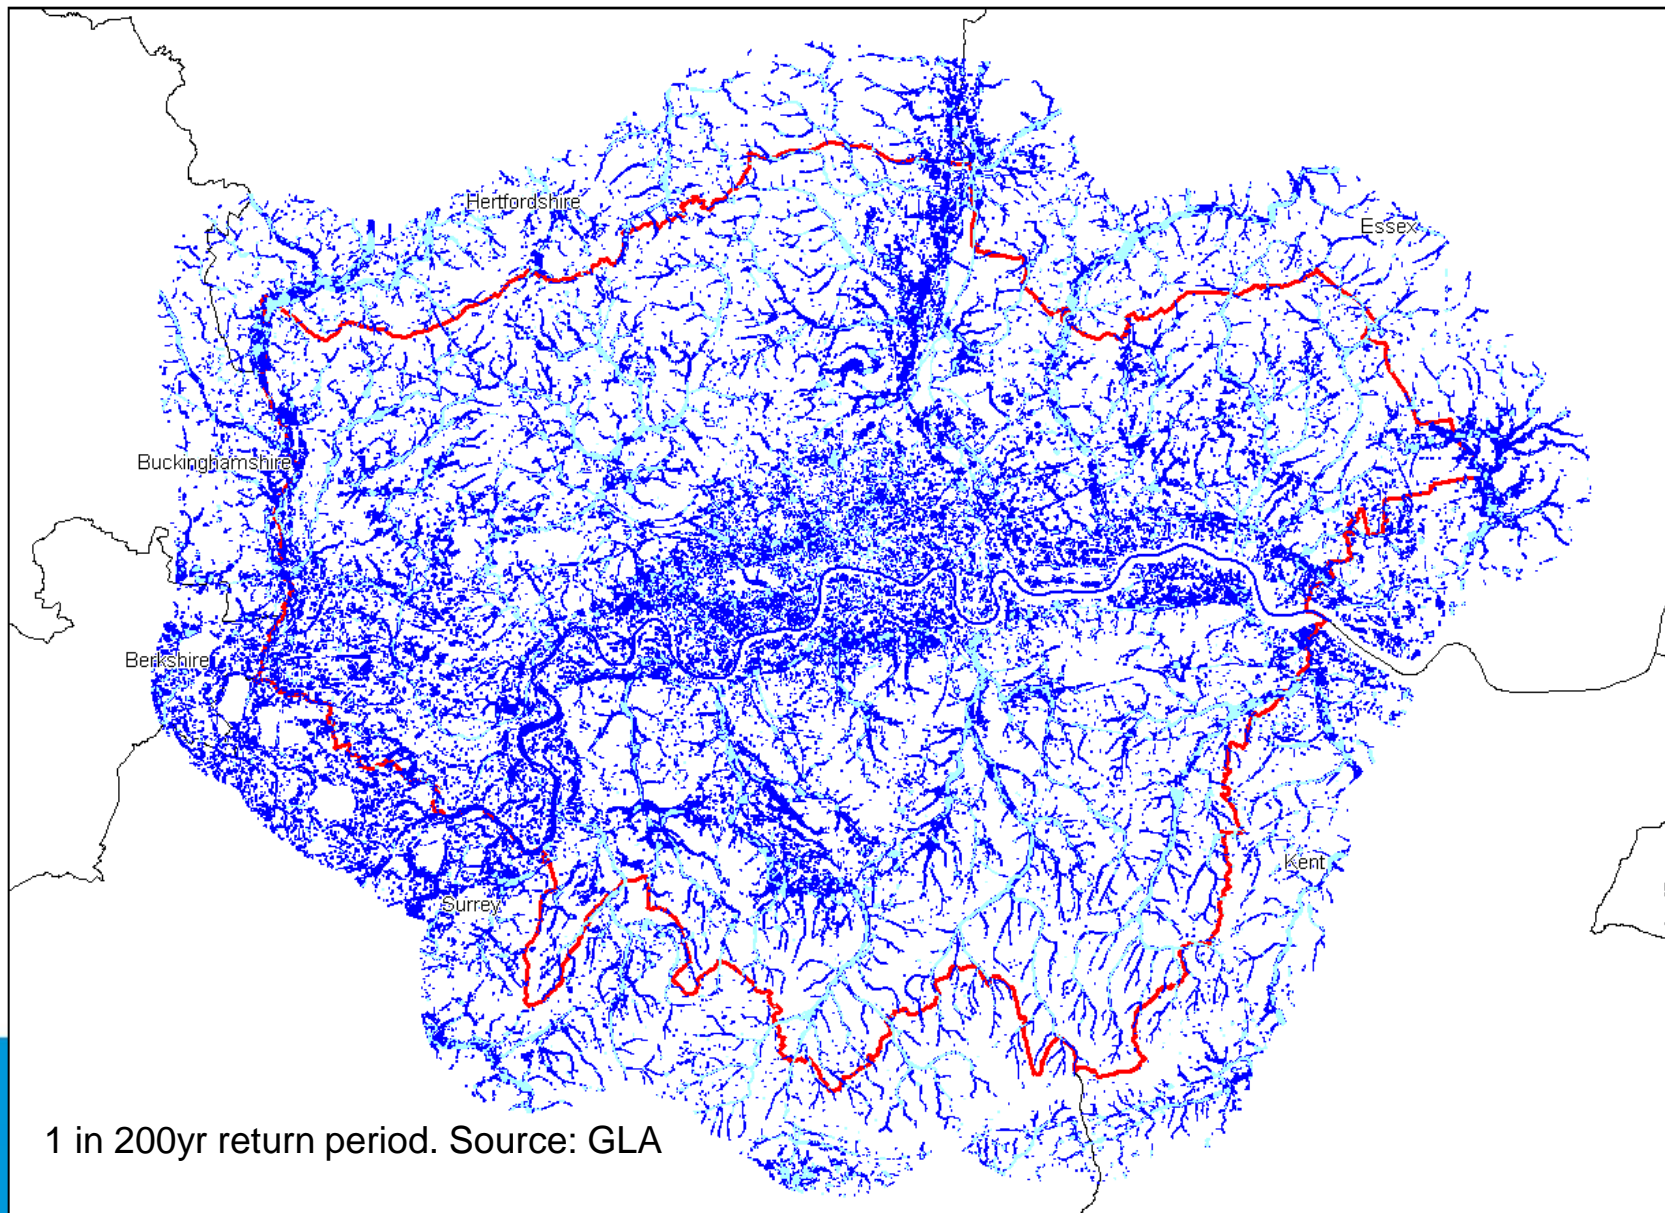 Hertfordshire
Essex
Buckinghamshire
Berkshire
Kent
Surrey
1 in 200yr return period. Source: GLA